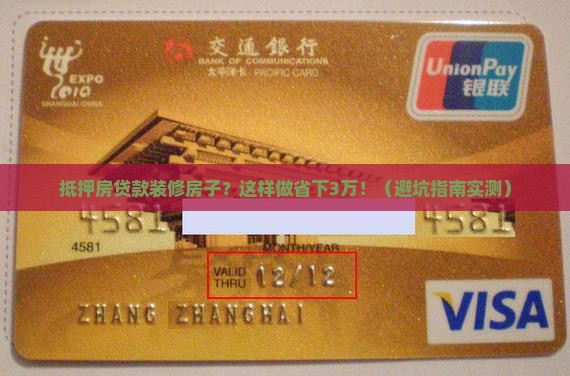 EXPO
2010
SHANGHAI CHINA
交通銀行
BANK OF COMMUNICATIONS
太平洋卡 PACIFIC CARD
UnionPay
银联
抵押房贷款装修房子？这样做省下3万！（避坑指南实测）
4581 4581
4581
MONTH/YEAR
VALID
THRU 12/12
ZHANG ZHANGHAI
VISA